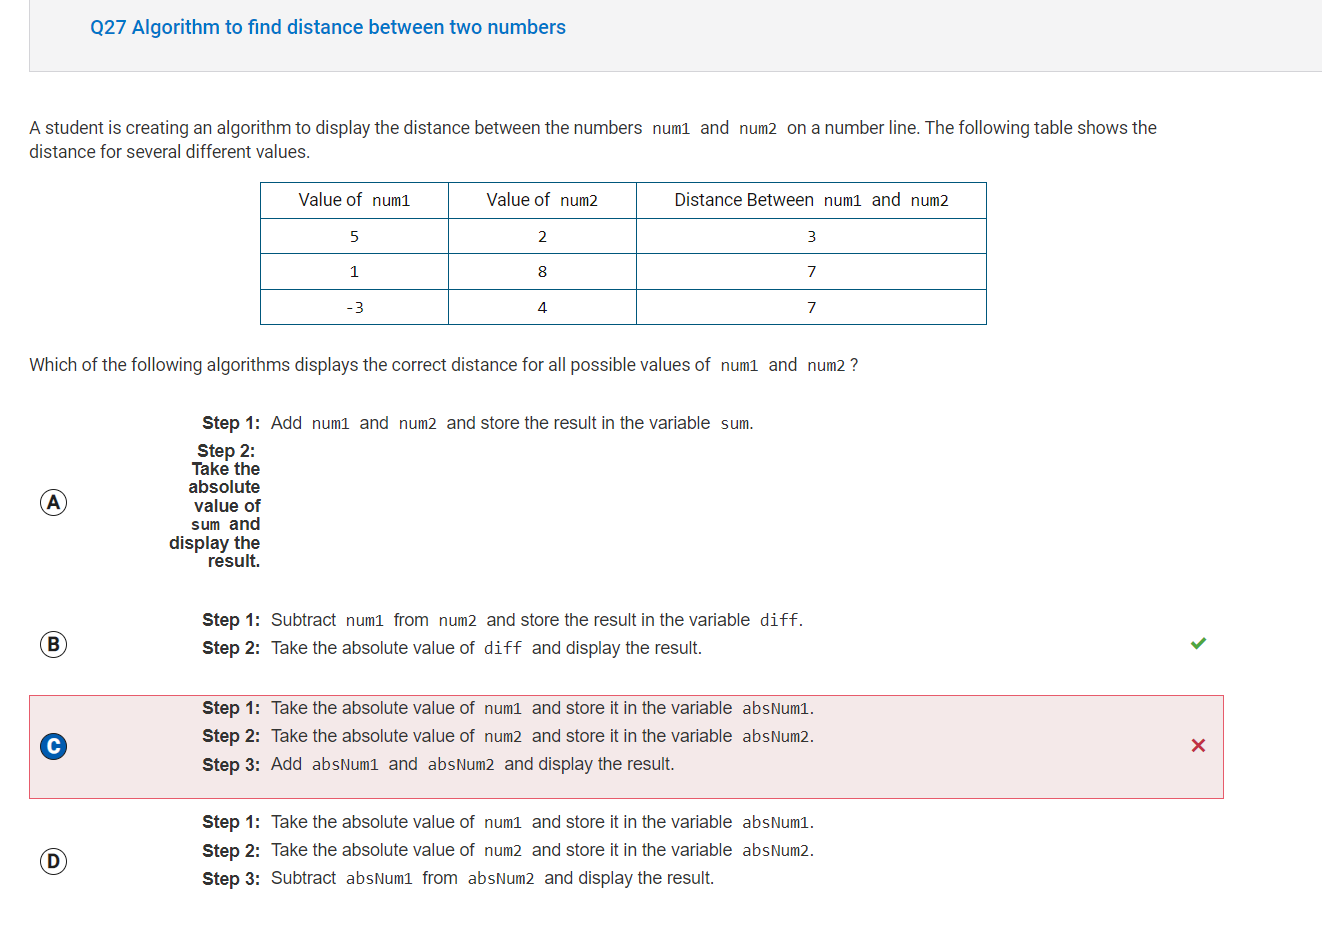 Q27 Algorithm to find distance between two numbers
A student is creating an algorithm to display the distance between the numbers num1 and num2 on a number line. The following table shows the
distance for several different values.
Value of num1 Value of num2 Distance Between num1 and num2
5 2 3
1 8 7
-3 4 7
Which of the following algorithms displays the correct distance for all possible values of num1 and num2 ?
A
Step 1: Add num1 and num2 and store the result in the variable sum.
Step 2:
Take the
absolute
value of
sum and
display the
result.
B
Step 1: Subtract num1 from num2 and store the result in the variable diff.
Step 2: Take the absolute value of diff and display the result.
C
Step 1: Take the absolute value of num1 and store it in the variable absNum1.
Step 2: Take the absolute value of num2 and store it in the variable absNum2.
Step 3: Add absNum1 and absNum2 and display the result.
D
Step 1: Take the absolute value of num1 and store it in the variable absNum1.
Step 2: Take the absolute value of num2 and store it in the variable absNum2.
Step 3: Subtract absNum1 from absNum2 and display the result.